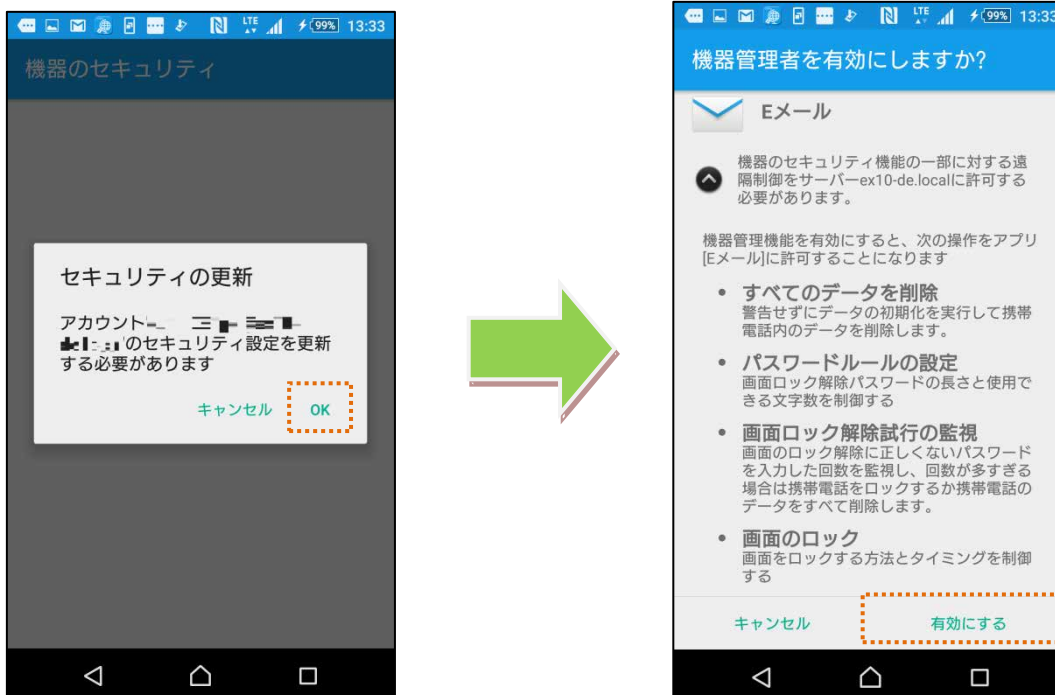 LTE 99% 13:33
機器のセキュリティ
セキュリティの更新
アカウント
のセキュリティ設定を更新
する必要があります
キャンセル OK
LTE 99% 13:33
機器管理者を有効にしますか?
Eメール
機器のセキュリティ機能の一部に対する遠
隔制御をサーバーex10-de.localに許可する
必要があります。
機器管理機能を有効にすると、次の操作をアプリ
[Eメール]に許可することになります
• すべてのデータを削除
警告せずにデータの初期化を実行して携帯
電話内のデータを削除します。
• パスワードルールの設定
画面ロック解除パスワードの長さと使用で
きる文字数を制御する
• 画面ロック解除試行の監視
画面のロック解除に正しくないパスワード
を入力した回数を監視し、回数が多すぎる
場合は携帯電話をロックするか携帯電話の
データをすべて削除します。
• 画面のロック
画面をロックする方法とタイミングを制御
する
キャンセル 有効にする